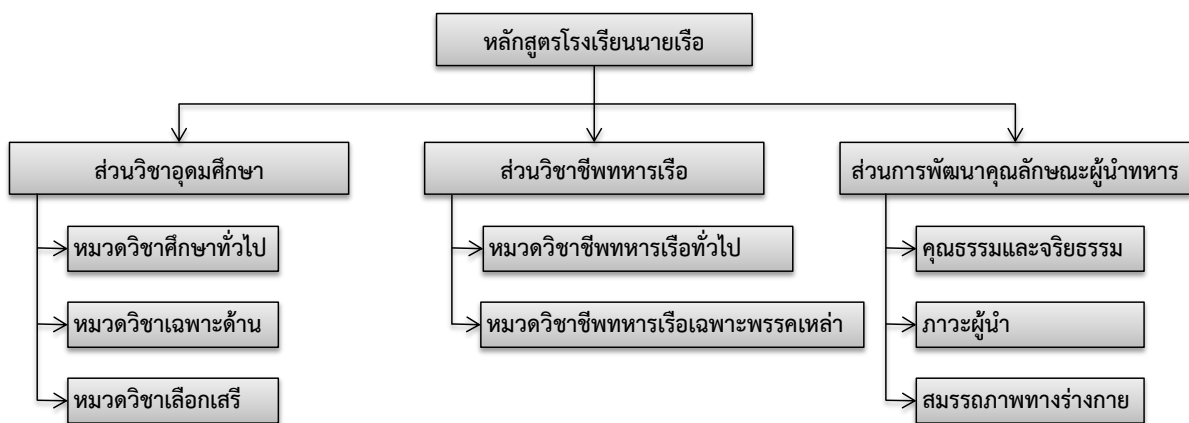 หลักสูตรโรงเรียนนายเรือ
ส่วนวิชาอุดมศึกษา
หมวดวิชาศึกษาทั่วไป
หมวดวิชาเฉพาะด้าน
หมวดวิชาเลือกเสรี
ส่วนวิชาชีพทหารเรือ
หมวดวิชาชีพทหารเรือทั่วไป
หมวดวิชาชีพทหารเรือเฉพาะพรรคเหล่า
ส่วนการพัฒนาคุณลักษณะผู้นำทหาร
คุณธรรมและจริยธรรม
ภาวะผู้นำ
สมรรถภาพทางร่างกาย